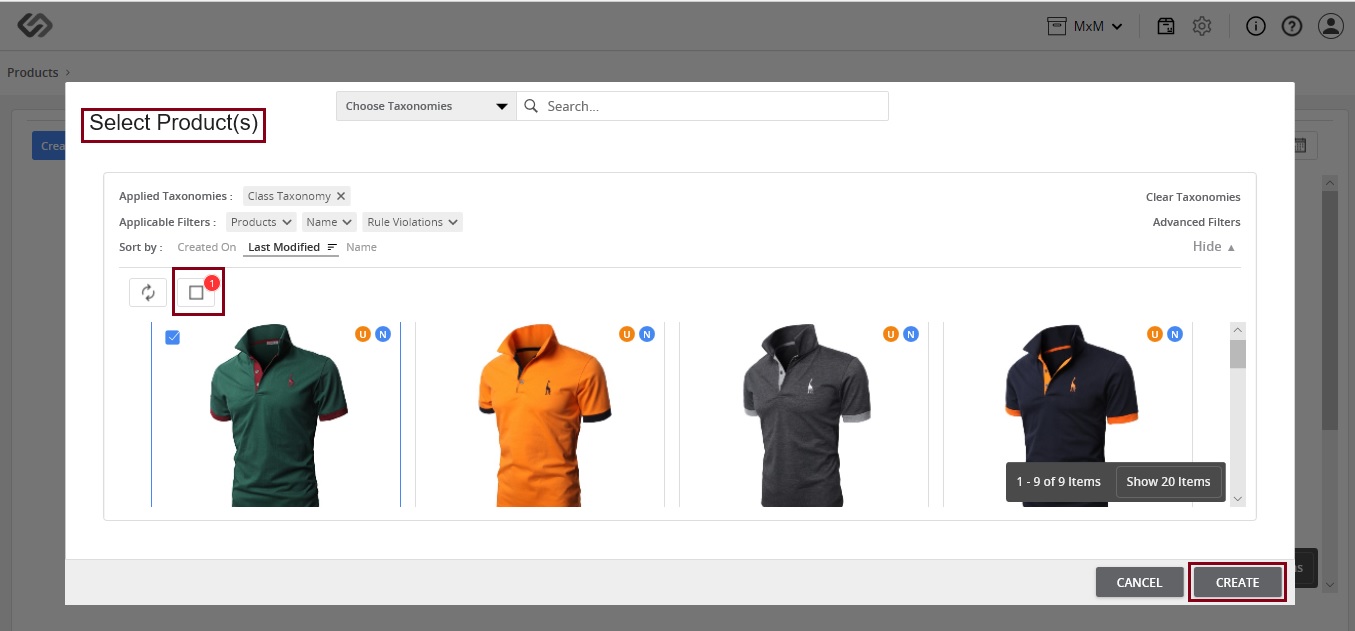 MxM
Products ›
Choose Taxonomies
Search...
Select Product(s)
Crea
Applied Taxonomies :
Class Taxonomy ✕
Clear Taxonomies
Applicable Filters :
Products
Name
Rule Violations
Advanced Filters
Sort by :
Created On
Last Modified
Name
Hide ▲
1
U N
U N
U N
U N
1 - 9 of 9 Items
Show 20 Items
CANCEL
CREATE